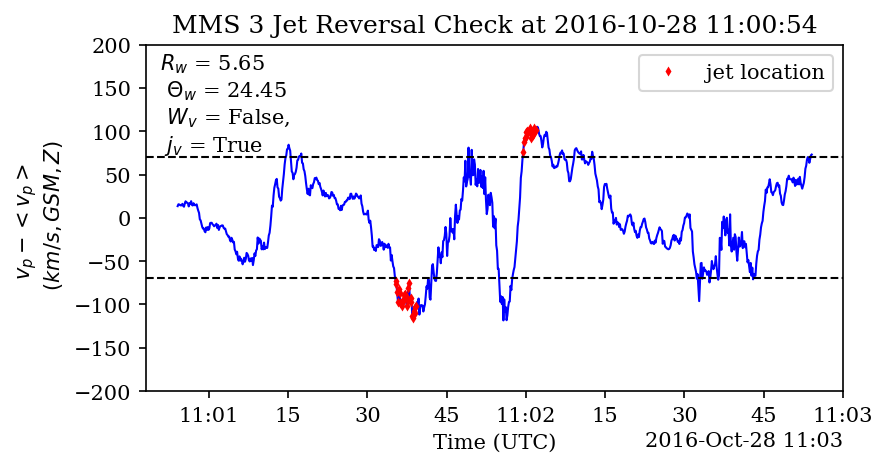 MMS 3 Jet Reversal Check at 2016-10-28 11:00:54
R_w = 5.65
Θ_w = 24.45
W_v = False,
j_v = True
jet location
200
150
100
50
0
−50
−100
−150
−200
v_p − < v_p >
(km/s, GSM, Z)
11:01 15 30 45 11:02 15 30 45 11:03
Time (UTC)
2016-Oct-28 11:03